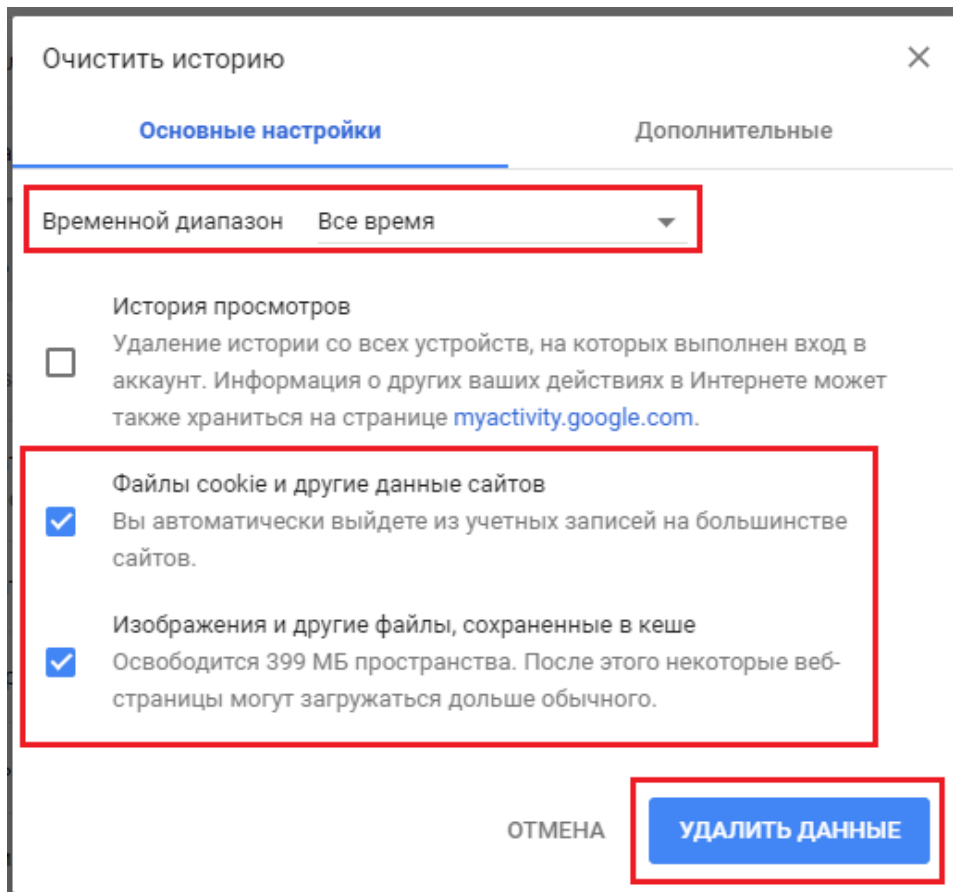 Очистить историю
Основные настройки
Дополнительные
Временной диапазон Все время
История просмотров
Удаление истории со всех устройств, на которых выполнен вход в
аккаунт. Информация о других ваших действиях в Интернете может
также храниться на странице myactivity.google.com.
Файлы cookie и другие данные сайтов
Вы автоматически выйдете из учетных записей на большинстве
сайтов.
Изображения и другие файлы, сохраненные в кеше
Освободится 399 МБ пространства. После этого некоторые веб-
страницы могут загружаться дольше обычного.
ОТМЕНА
УДАЛИТЬ ДАННЫЕ